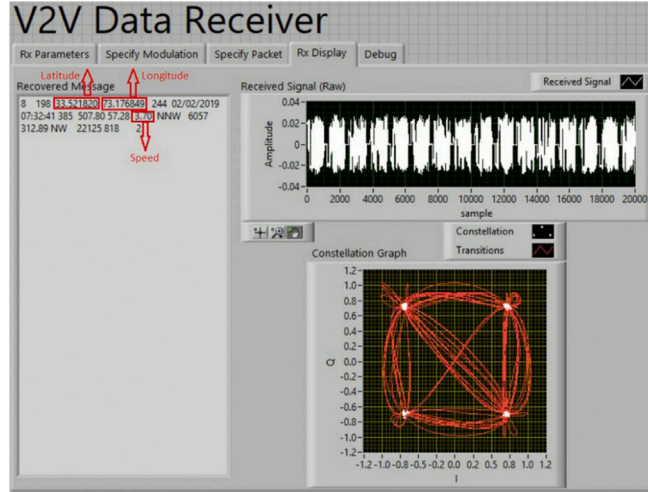 V2V Data Receiver
Rx Parameters Specify Modulation Specify Packet Rx Display Debug
Latitude Longitude
Recovered Message
8 198 33.521820 73.176849 244 02/02/2019
07:32:41 385 507.80 57.28 3.70 NNW 6057
312.89 NW 22125 818 2
Speed
Received Signal (Raw)
Received Signal
Amplitude
0.04
0.02
0
-0.02
-0.04
0 2000 4000 6000 8000 10000 12000 14000 16000 18000 20000
sample
Constellation
Transitions
Constellation Graph
Q
1.2
1.0
0.8
0.6
0.4
0.2
0.0
-0.2
-0.4
-0.6
-0.8
-1.0
-1.2
-1.2 -1.0 -0.8 -0.5 -0.2 0.0 0.2 0.5 0.8 1.0 1.2
I